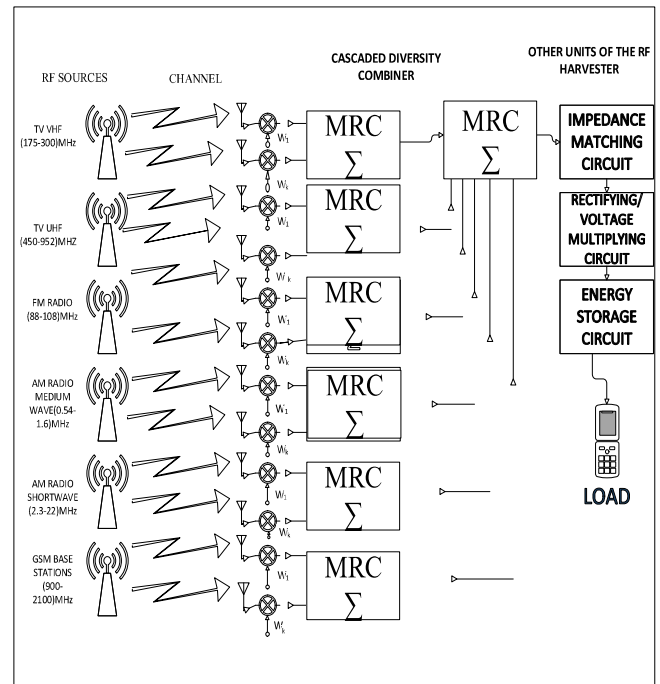 RF SOURCES
CHANNEL
CASCADED DIVERSITY
COMBINER
OTHER UNITS OF THE RF
HARVESTER
TV VHF
(175-300)MHz
W1
Wk
MRC
Σ
MRC
Σ
IMPEDANCE
MATCHING
CIRCUIT
TV UHF
(450-952)MHZ
W1
Wk
MRC
Σ
RECTIFYING/
VOLTAGE
MULTIPLYING
CIRCUIT
FM RADIO
(88-108)MHz
W1
Wk
MRC
Σ
ENERGY
STORAGE
CIRCUIT
AM RADIO
MEDIUM
WAVE(0.54-
1.6)MHz
W1
Wk
MRC
Σ
LOAD
AM RADIO
SHORTWAVE
(2.3-22)MHz
W1
Wk
MRC
Σ
GSM BASE
STATIONS
(900-
2100)MHz
W1
Wk
MRC
Σ